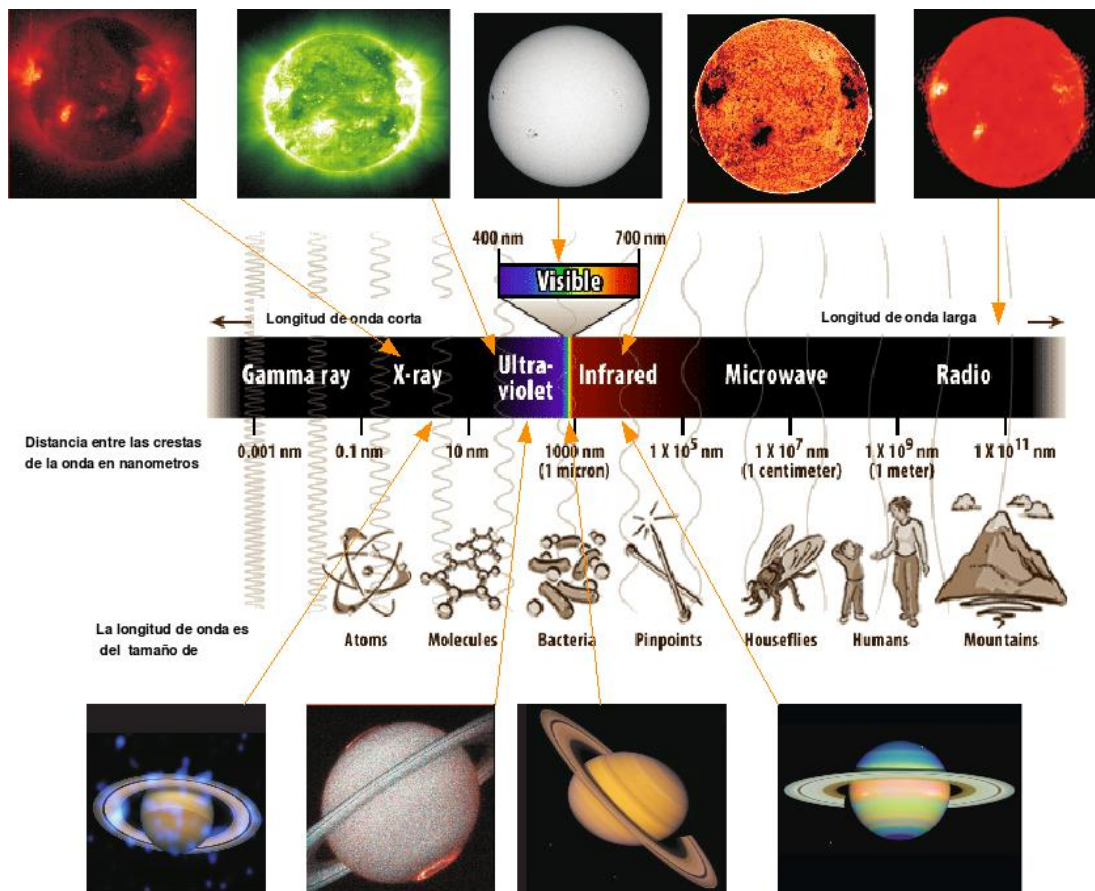 400 nm
700 nm
Visible
Longitud de onda corta
Longitud de onda larga
Gamma ray
X-ray
Ultra-
violet
Infrared
Microwave
Radio
Distancia entre las crestas
de la onda en nanometros
0.001 nm
0.1 nm
10 nm
1000 nm
(1 micron)
1 X 10⁵ nm
1 X 10⁷ nm
(1 centimeter)
1 X 10⁹ nm
(1 meter)
1 X 10¹¹ nm
La longitud de onda es
del tamaño de
Atoms
Molecules
Bacteria
Pinpoints
Houseflies
Humans
Mountains